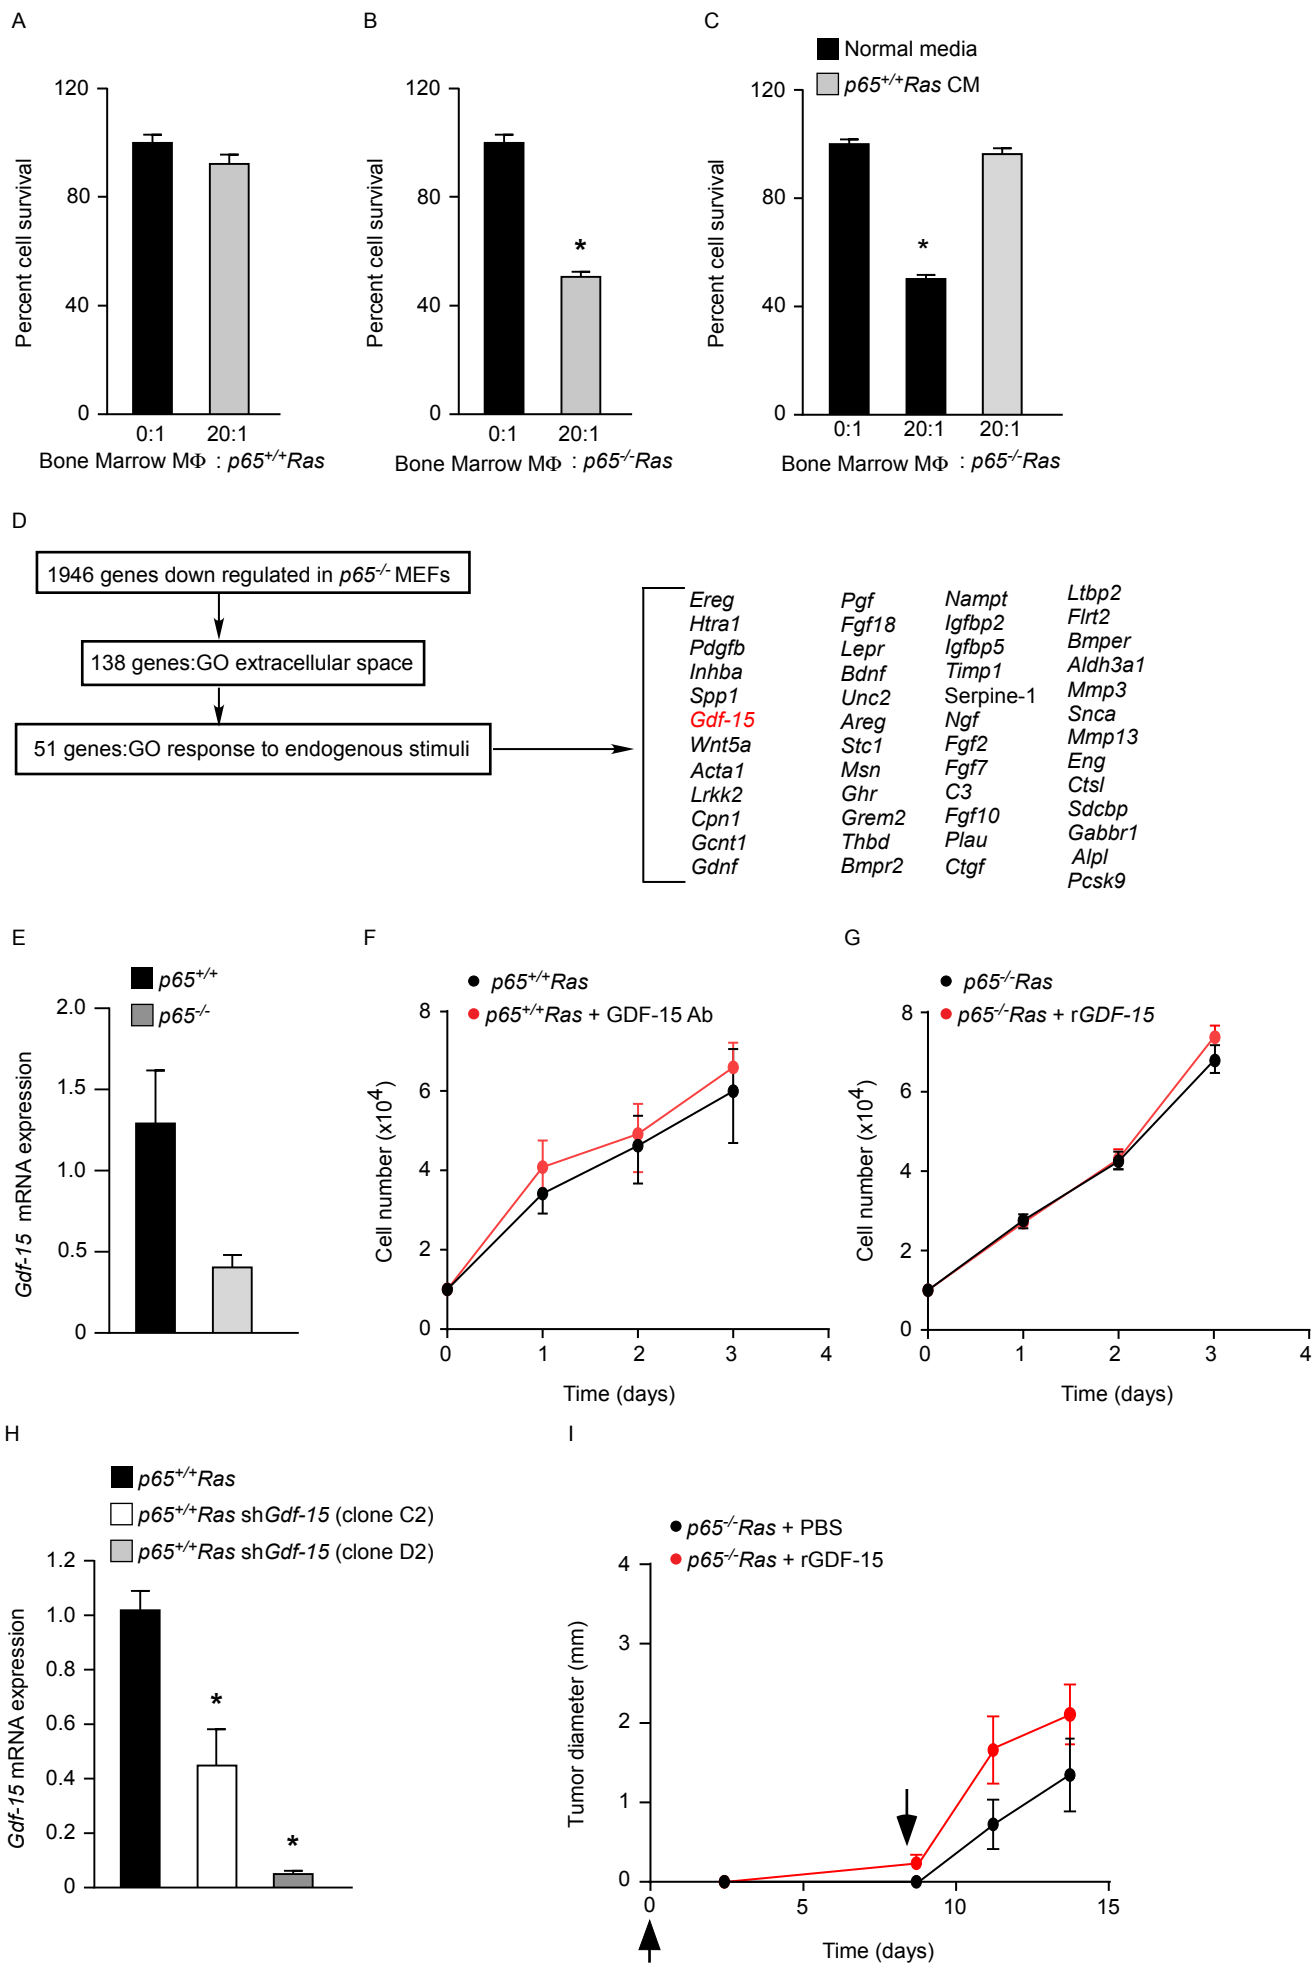 A
120
80
40
0
Percent cell survival
0:1 20:1
Bone Marrow MΦ : p65+/+Ras
B
120
80
40
0
Percent cell survival
*
0:1 20:1
Bone Marrow MΦ : p65-/-Ras
C
Normal media
p65+/+Ras CM
120
80
40
0
Percent cell survival
*
0:1 20:1 20:1
Bone Marrow MΦ : p65-/-Ras
D
1946 genes down regulated in p65-/- MEFs
138 genes:GO extracellular space
51 genes:GO response to endogenous stimuli
Ereg
Htra1
Pdgfb
Inhba
Spp1
Gdf-15
Wnt5a
Acta1
Lrkk2
Cpn1
Gcnt1
Gdnf
Pgf
Fgf18
Lepr
Bdnf
Unc2
Areg
Stc1
Msn
Ghr
Grem2
Thbd
Bmpr2
Nampt
Igfbp2
Igfbp5
Timp1
Serpine-1
Ngf
Fgf2
Fgf7
C3
Fgf10
Plau
Ctgf
Ltbp2
Flrt2
Bmper
Aldh3a1
Mmp3
Snca
Mmp13
Eng
Ctsl
Sdcbp
Gabbr1
Alpl
Pcsk9
E
p65+/+
p65-/-
2.0
1.5
1.0
0.5
0
Gdf-15 mRNA expression
F
p65+/+Ras
p65+/+Ras + GDF-15 Ab
8
6
4
2
0
Cell number (x10^4)
0 1 2 3 4
Time (days)
G
p65-/-Ras
p65-/-Ras + rGDF-15
8
6
4
2
0
Cell number (x10^4)
0 1 2 3 4
Time (days)
H
p65+/+Ras
p65+/+Ras shGdf-15 (clone C2)
p65+/+Ras shGdf-15 (clone D2)
1.2
1.0
0.8
0.6
0.4
0.2
0
Gdf-15 mRNA expression
*
*
I
p65-/-Ras + PBS
p65-/-Ras + rGDF-15
4
3
2
1
0
Tumor diameter (mm)
0 5 10 15
Time (days)